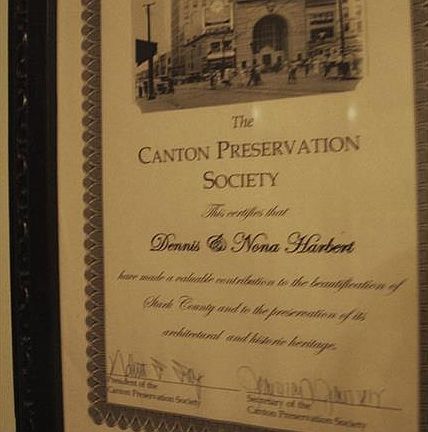 The
CANTON PRESERVATION
SOCIETY
This certifies that
Dennis & Nona Harbert
have made a valuable contribution to the beautification of
Stark County and to the preservation of its
architectural and historic heritage.
President of the
Canton Preservation Society
Secretary of the
Canton Preservation Society